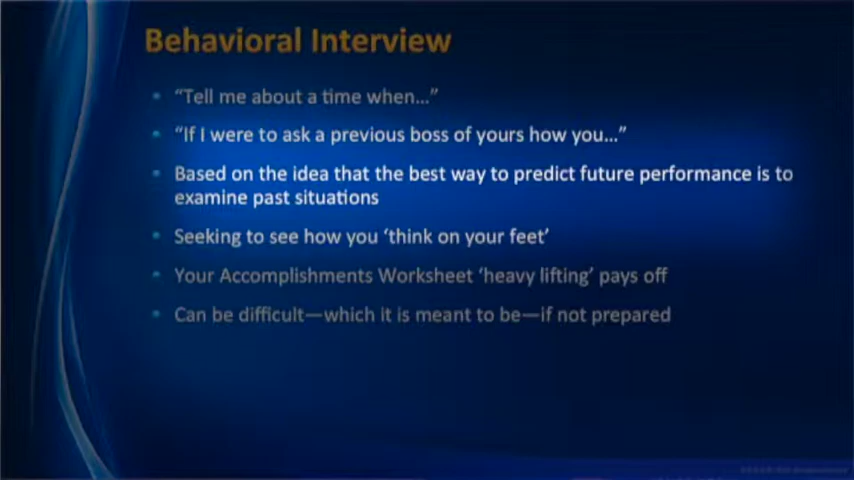 Behavioral Interview
• “Tell me about a time when…”
• “If I were to ask a previous boss of yours how you…”
• Based on the idea that the best way to predict future performance is to
examine past situations
• Seeking to see how you ‘think on your feet’
• Your Accomplishments Worksheet ‘heavy lifting’ pays off
• Can be difficult—which it is meant to be—if not prepared